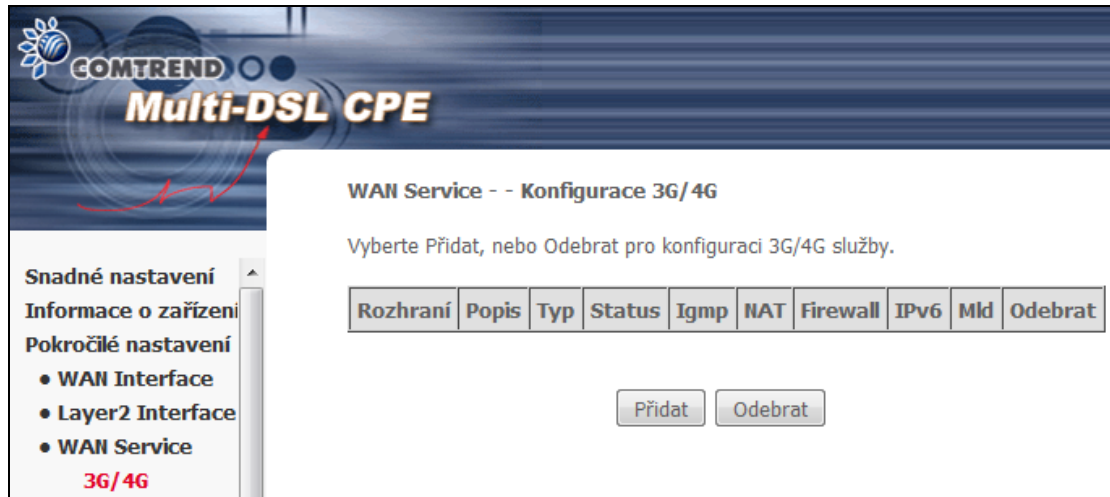 COMTREND
Multi-DSL CPE
WAN Service - - Konfigurace 3G/4G
Vyberte Přidat, nebo Odebrat pro konfiguraci 3G/4G služby.
Rozhraní Popis Typ Status Igmp NAT Firewall IPv6 Mld Odebrat
Přidat Odebrat
Snadné nastavení
Informace o zařízení
Pokročilé nastavení
• WAN Interface
• Layer2 Interface
• WAN Service
3G/4G